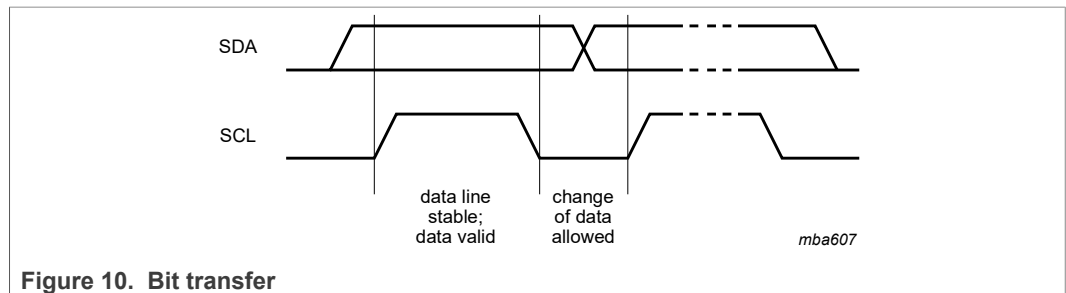 SDA
SCL
data line
stable;
data valid
change
of data
allowed
mba607
Figure 10. Bit transfer